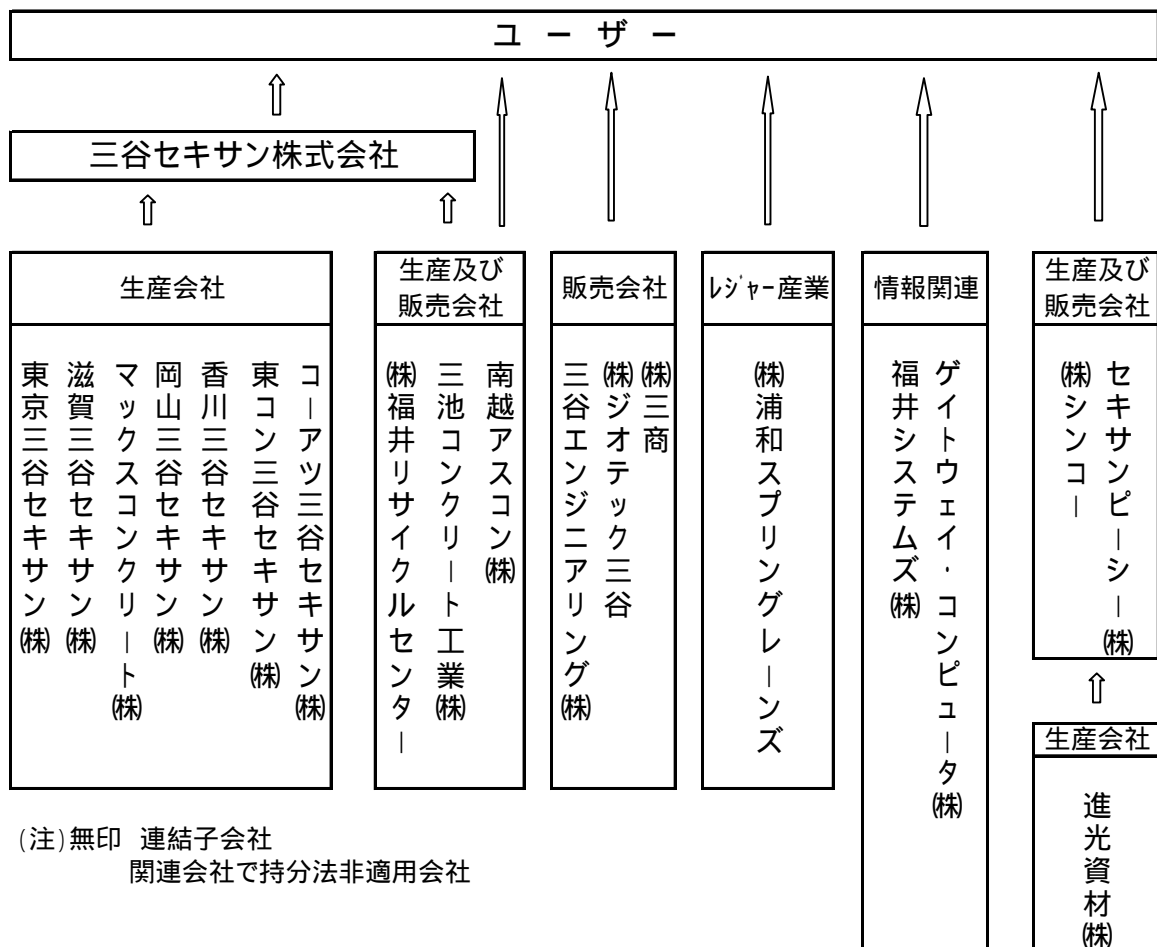 ユーザー
三谷セキサン株式会社
生産会社
東京三谷セキサン㈱
滋賀三谷セキサン㈱
マックスコンクリート㈱
岡山三谷セキサン㈱
香川三谷セキサン㈱
東コン三谷セキサン㈱
コーアツ三谷セキサン㈱
生産及び
販売会社
㈱福井リサイクルセンター
三池コンクリート工業㈱
南越アスコン㈱
販売会社
三谷エンジニアリング㈱
㈱ジオテック三谷
㈱三商
ﾚｼﾞｬｰ産業
㈱浦和スプリングレーンズ
情報関連
福井システムズ㈱
ゲイトウェイ・コンピュータ㈱
生産及び
販売会社
㈱シンコー
セキサンピーシー㈱
生産会社
進光資材㈱
(注)無印 連結子会社
関連会社で持分法非適用会社